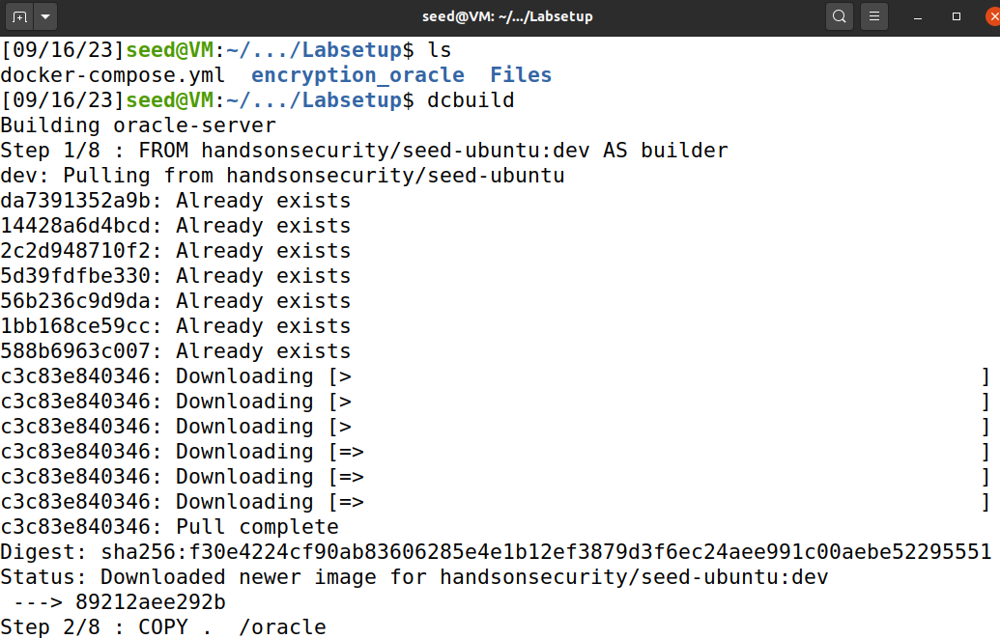 seed@VM: ~/.../Labsetup
[09/16/23]seed@VM:~/.../Labsetup$ ls
docker-compose.yml  encryption_oracle  Files
[09/16/23]seed@VM:~/.../Labsetup$ dcbuild
Building oracle-server
Step 1/8 : FROM handsonsecurity/seed-ubuntu:dev AS builder
dev: Pulling from handsonsecurity/seed-ubuntu
da7391352a9b: Already exists
14428a6d4bcd: Already exists
2c2d948710f2: Already exists
5d39fdfbe330: Already exists
56b236c9d9da: Already exists
1bb168ce59cc: Already exists
588b6963c007: Already exists
c3c83e840346: Downloading [>                                                  ]
c3c83e840346: Downloading [>                                                  ]
c3c83e840346: Downloading [>                                                  ]
c3c83e840346: Downloading [=>                                                 ]
c3c83e840346: Downloading [=>                                                 ]
c3c83e840346: Downloading [=>                                                 ]
c3c83e840346: Pull complete
Digest: sha256:f30e4224cf90ab83606285e4e1b12ef3879d3f6ec24aee991c00aebe52295551
Status: Downloaded newer image for handsonsecurity/seed-ubuntu:dev
 ---> 89212aee292b
Step 2/8 : COPY .  /oracle